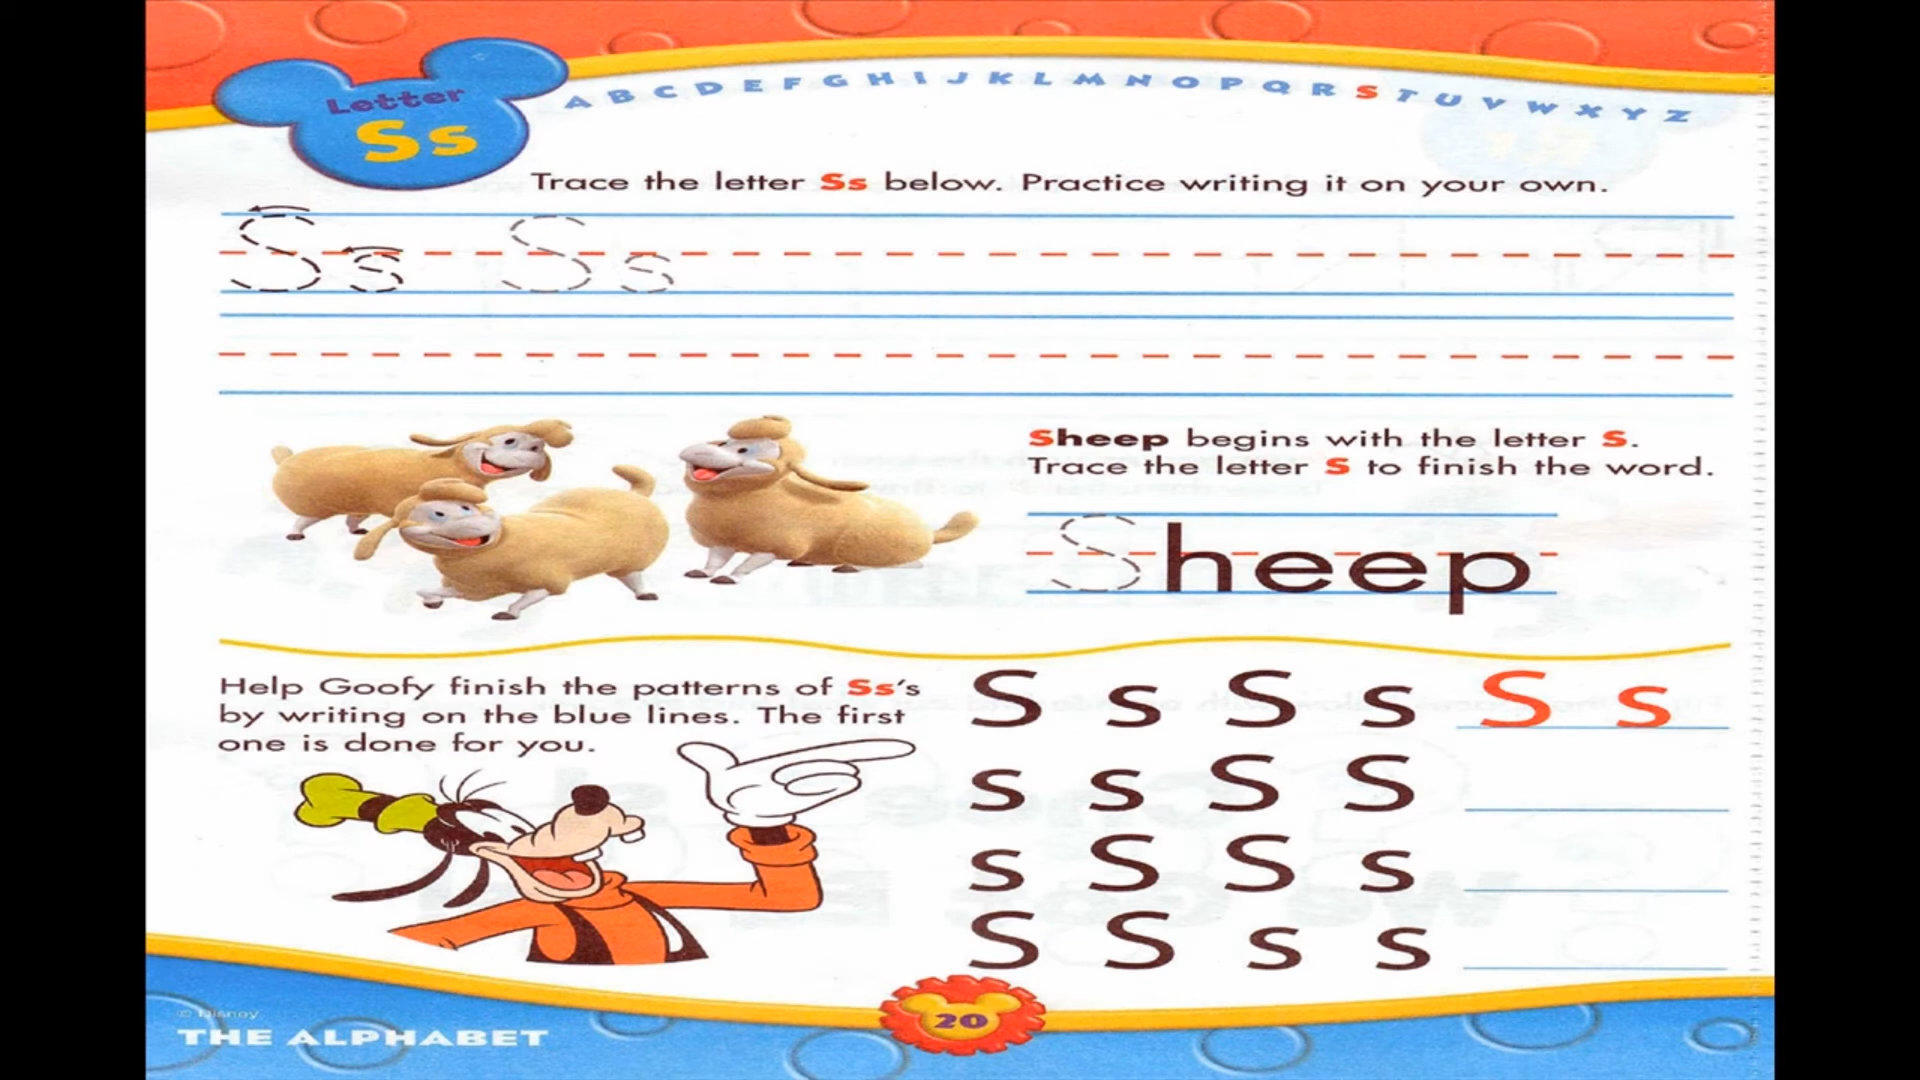 Letter
Ss
A B C D E F G H I J K L M N O P Q R S T U V W X Y Z
Trace the letter Ss below. Practice writing it on your own.
S s S s
Sheep begins with the letter S.
Trace the letter S to finish the word.
Sheep
Help Goofy finish the patterns of Ss's
by writing on the blue lines. The first
one is done for you.
S s S s S s
s s S S
s S S s
S S s s
© Disney
THE ALPHABET
20